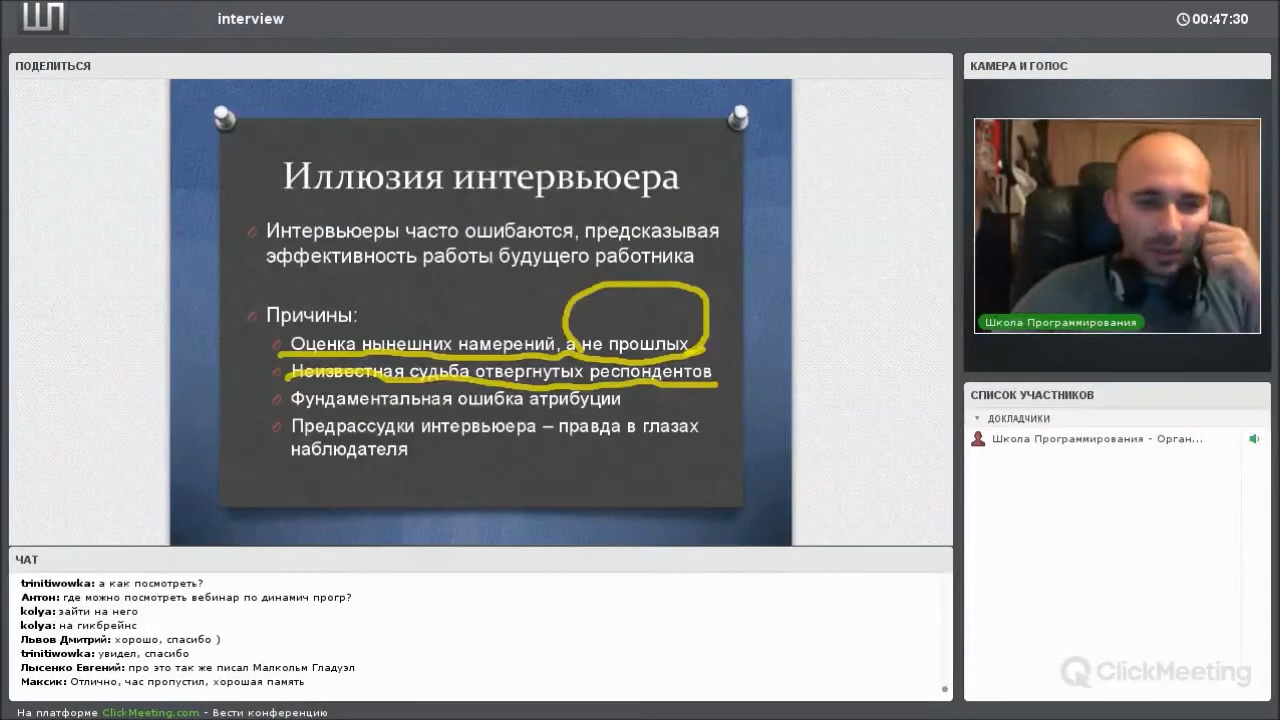 ШП
interview
00:47:30
ПОДЕЛИТЬСЯ
Иллюзия интервьюера
Интервьюеры часто ошибаются, предсказывая
эффективность работы будущего работника
Причины:
Оценка нынешних намерений, а не прошлых
Неизвестная судьба отвергнутых респондентов
Фундаментальная ошибка атрибуции
Предрассудки интервьюера – правда в глазах
наблюдателя
КАМЕРА И ГОЛОС
Школа Программирования
СПИСОК УЧАСТНИКОВ
ДОКЛАДЧИКИ
Школа Программирования - Орган...
ЧАТ
trinitiwowka: а как посмотреть?
Антон: где можно посмотреть вебинар по динамич прогр?
kolya: зайти на него
kolya: на гикбрейнс
Львов Дмитрий: хорошо, спасибо )
trinitiwowka: увидел, спасибо
Лысенко Евгений: про это так же писал Малкольм Гладуэл
Максик: Отлично, час пропустил, хорошая память
ClickMeeting
На платформе ClickMeeting.com - Вести конференцию